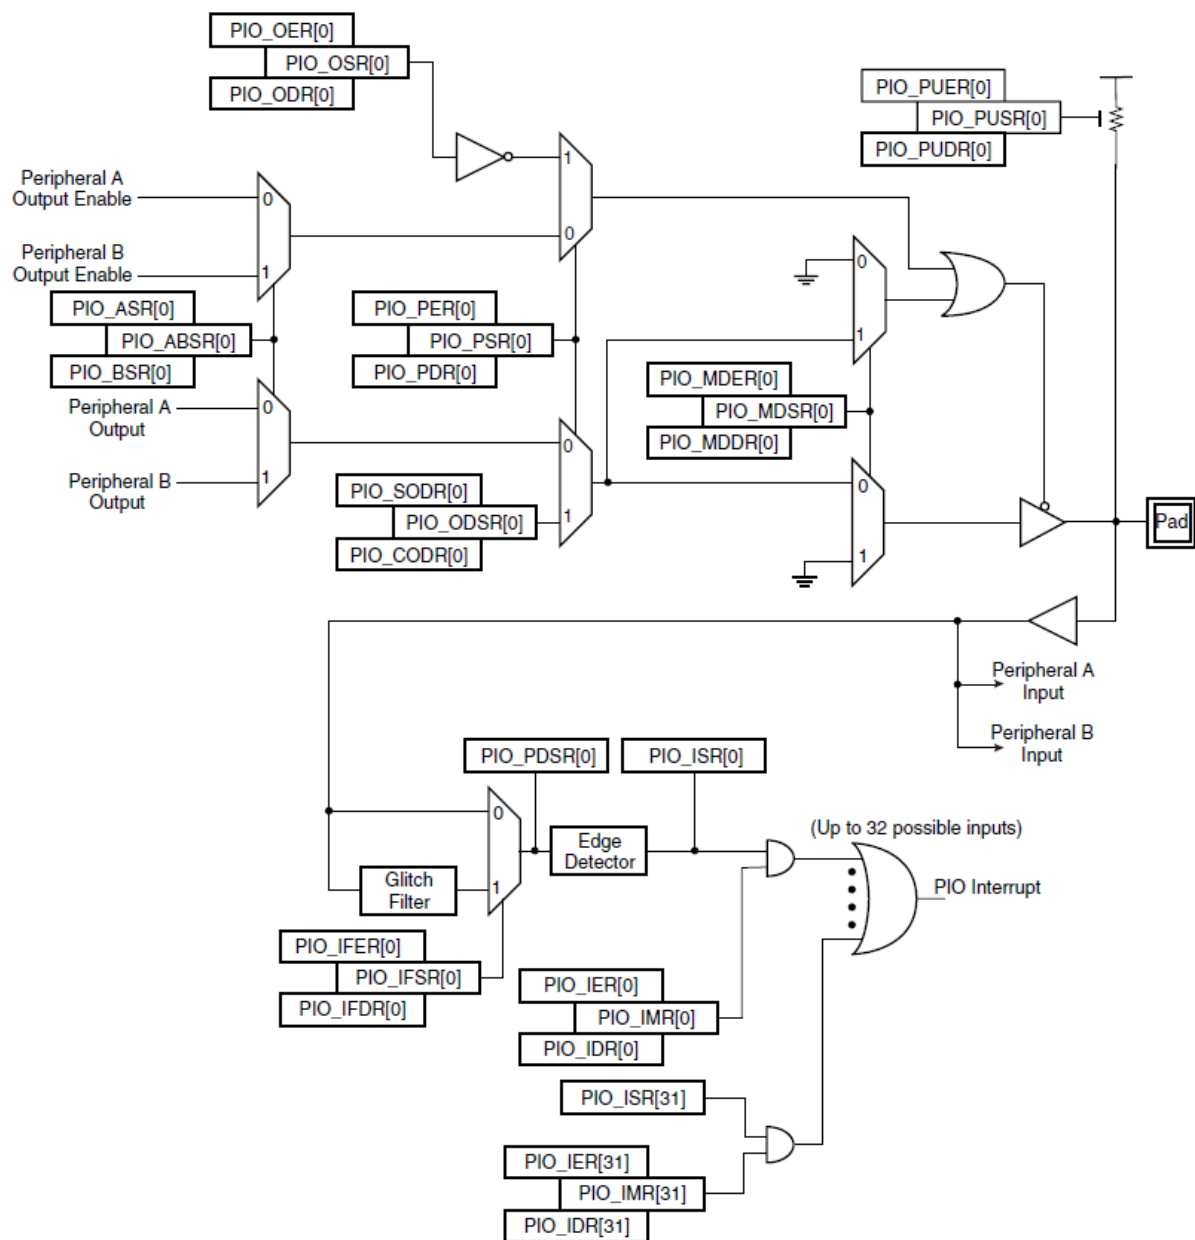 PIO_OER[0]
PIO_OSR[0]
PIO_ODR[0]
PIO_PUER[0]
PIO_PUSR[0]
PIO_PUDR[0]
1
0
Peripheral A
Output Enable
0
Peripheral B
Output Enable
1
0
1
PIO_ASR[0]
PIO_ABSR[0]
PIO_BSR[0]
PIO_PER[0]
PIO_PSR[0]
PIO_PDR[0]
PIO_MDER[0]
PIO_MDSR[0]
PIO_MDDR[0]
Peripheral A
Output
0
Peripheral B
Output
1
0
1
PIO_SODR[0]
PIO_ODSR[0]
PIO_CODR[0]
0
1
Pad
Peripheral A
Input
Peripheral B
Input
PIO_PDSR[0]
PIO_ISR[0]
0
1
Glitch
Filter
Edge
Detector
(Up to 32 possible inputs)
PIO Interrupt
PIO_IFER[0]
PIO_IFSR[0]
PIO_IFDR[0]
PIO_IER[0]
PIO_IMR[0]
PIO_IDR[0]
PIO_ISR[31]
PIO_IER[31]
PIO_IMR[31]
PIO_IDR[31]